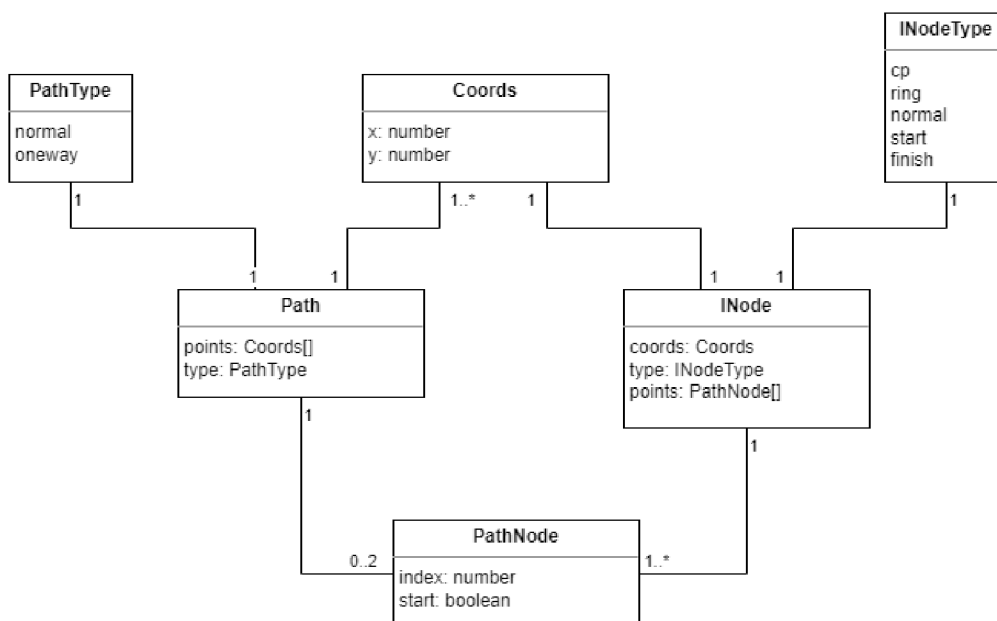 INodeType
cp
ring
normal
start
finish
PathType
normal
oneway
Coords
x: number
y: number
1
1..*
1
1
1
1
1
1
Path
points: Coords[]
type: PathType
INode
coords: Coords
type: INodeType
points: PathNode[]
1
1
0..2
1..*
PathNode
index: number
start: boolean